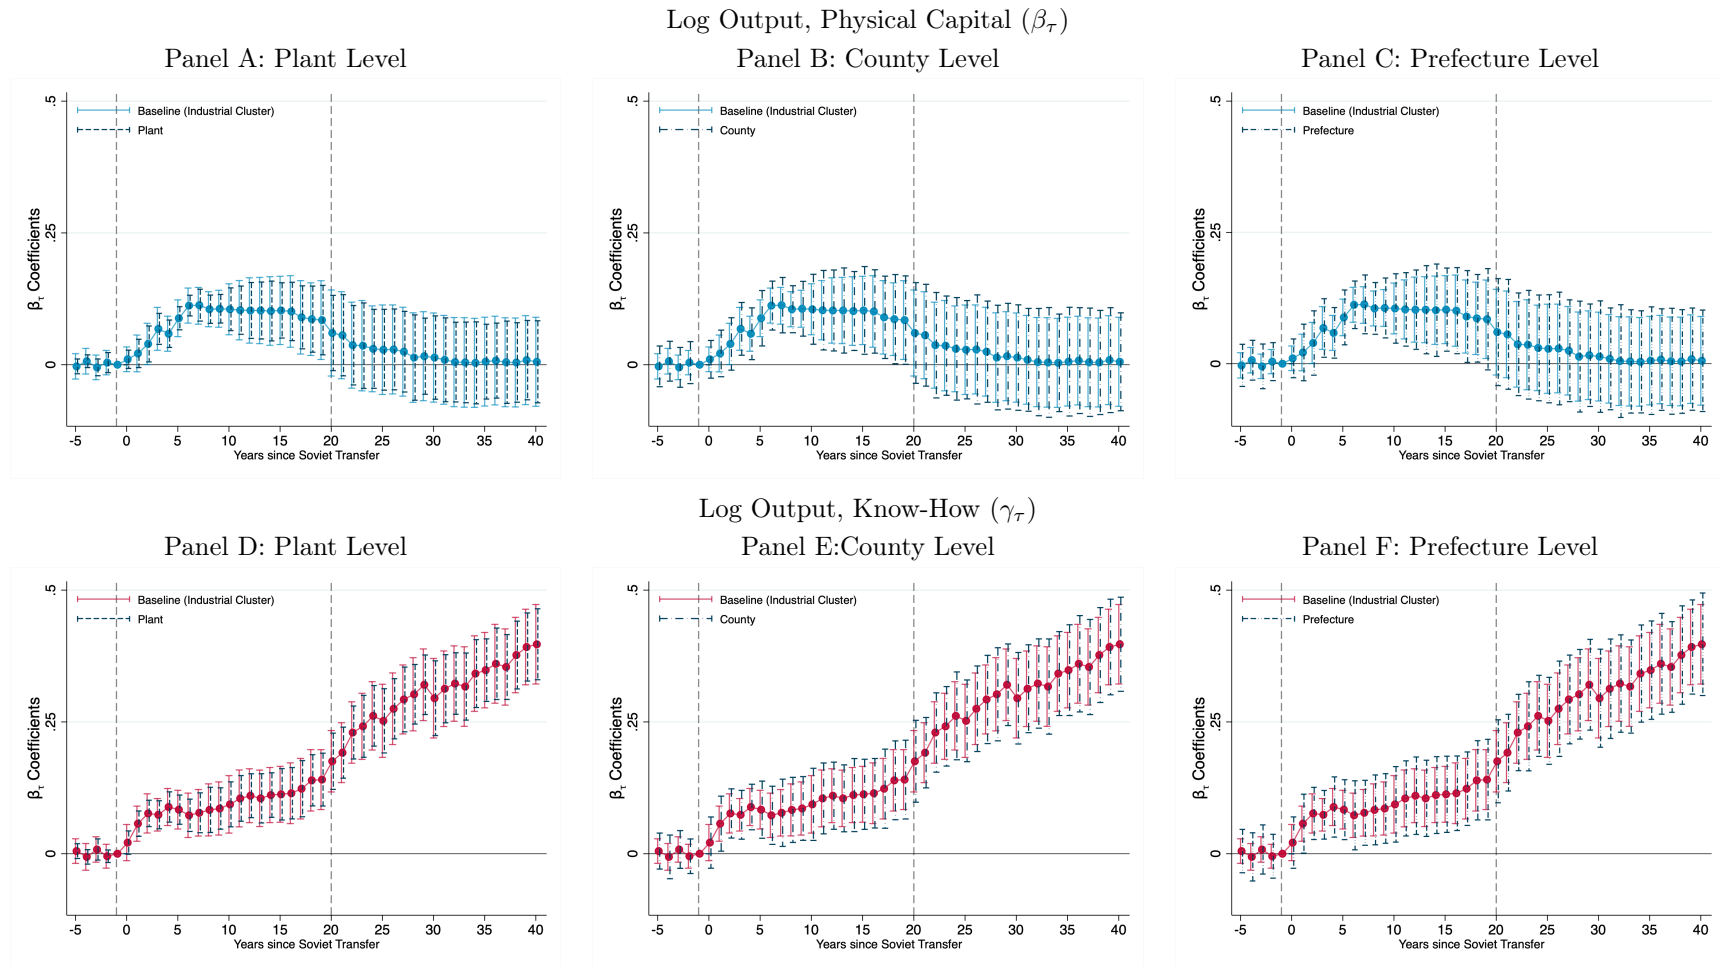 Log Output, Physical Capital (βτ)
Panel A: Plant Level
Panel B: County Level
Panel C: Prefecture Level
βτ Coefficients
.5
.25
0
Baseline (Industrial Cluster)
Plant
-5 0 5 10 15 20 25 30 35 40
Years since Soviet Transfer
βτ Coefficients
.5
.25
0
Baseline (Industrial Cluster)
County
-5 0 5 10 15 20 25 30 35 40
Years since Soviet Transfer
βτ Coefficients
.5
.25
0
Baseline (Industrial Cluster)
Prefecture
-5 0 5 10 15 20 25 30 35 40
Years since Soviet Transfer
Log Output, Know-How (γτ)
Panel D: Plant Level
Panel E:County Level
Panel F: Prefecture Level
βτ Coefficients
.5
.25
0
Baseline (Industrial Cluster)
Plant
-5 0 5 10 15 20 25 30 35 40
Years since Soviet Transfer
βτ Coefficients
.5
.25
0
Baseline (Industrial Cluster)
County
-5 0 5 10 15 20 25 30 35 40
Years since Soviet Transfer
βτ Coefficients
.5
.25
0
Baseline (Industrial Cluster)
Prefecture
-5 0 5 10 15 20 25 30 35 40
Years since Soviet Transfer